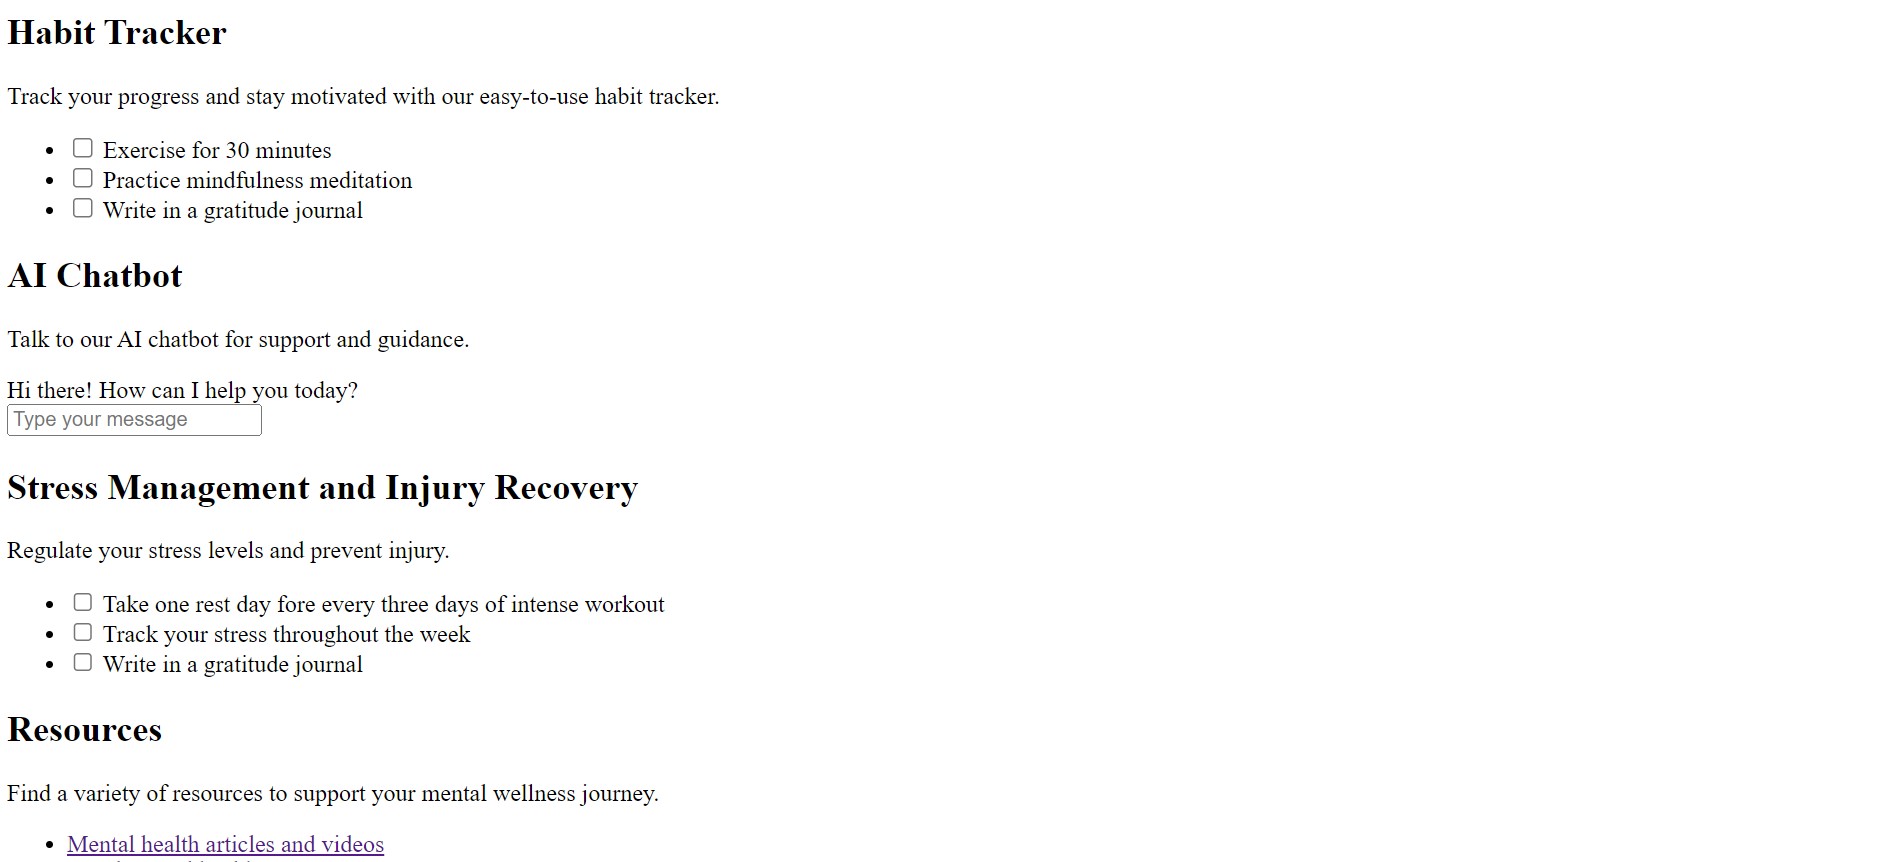 Habit Tracker
Track your progress and stay motivated with our easy-to-use habit tracker.
Exercise for 30 minutes
Practice mindfulness meditation
Write in a gratitude journal
AI Chatbot
Talk to our AI chatbot for support and guidance.
Hi there! How can I help you today?
Type your message
Stress Management and Injury Recovery
Regulate your stress levels and prevent injury.
Take one rest day fore every three days of intense workout
Track your stress throughout the week
Write in a gratitude journal
Resources
Find a variety of resources to support your mental wellness journey.
Mental health articles and videos